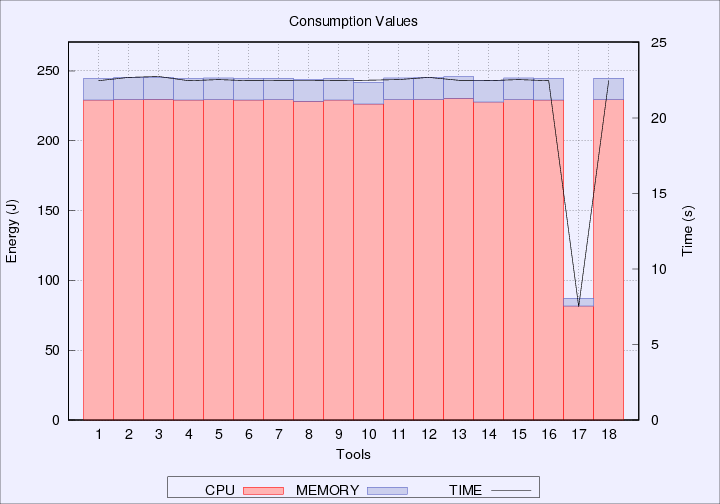 Consumption Values
Energy (J)
250
200
150
100
50
0
25
20
15
10
5
0
Time (s)
1 2 3 4 5 6 7 8 9 10 11 12 13 14 15 16 17 18
Tools
CPU MEMORY TIME